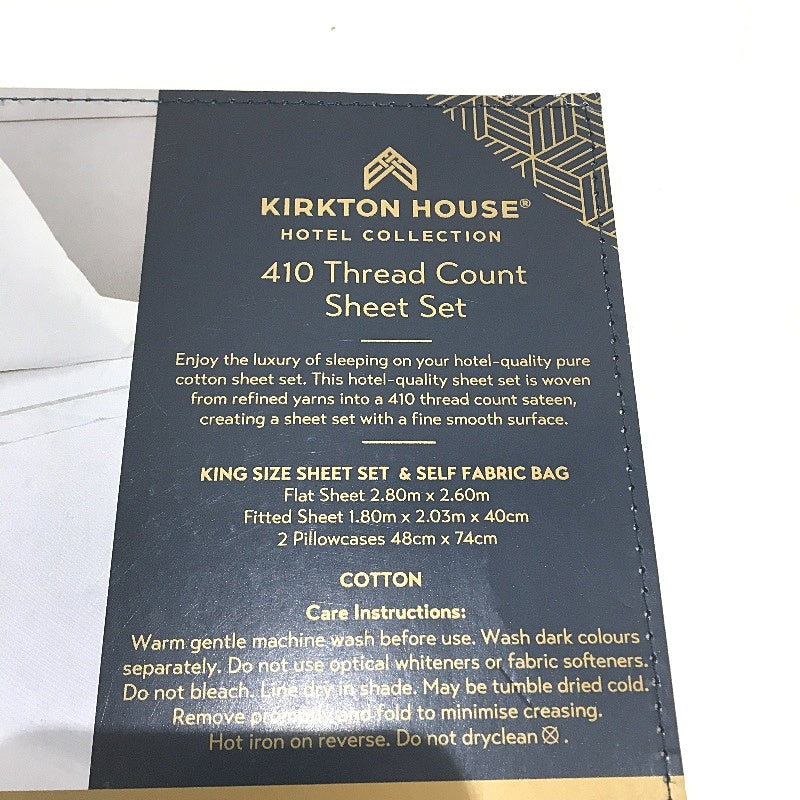 KIRKTON HOUSE®
HOTEL COLLECTION
410 Thread Count
Sheet Set
Enjoy the luxury of sleeping on your hotel-quality pure
cotton sheet set. This hotel-quality sheet set is woven
from refined yarns into a 410 thread count sateen,
creating a sheet set with a fine smooth surface.
KING SIZE SHEET SET & SELF FABRIC BAG
Flat Sheet 2.80m x 2.60m
Fitted Sheet 1.80m x 2.03m x 40cm
2 Pillowcases 48cm x 74cm
COTTON
Care Instructions:
Warm gentle machine wash before use. Wash dark colours
separately. Do not use optical whiteners or fabric softeners.
Do not bleach. Line dry in shade. May be tumble dried cold.
Remove promptly and fold to minimise creasing.
Hot iron on reverse. Do not dryclean ⊗.